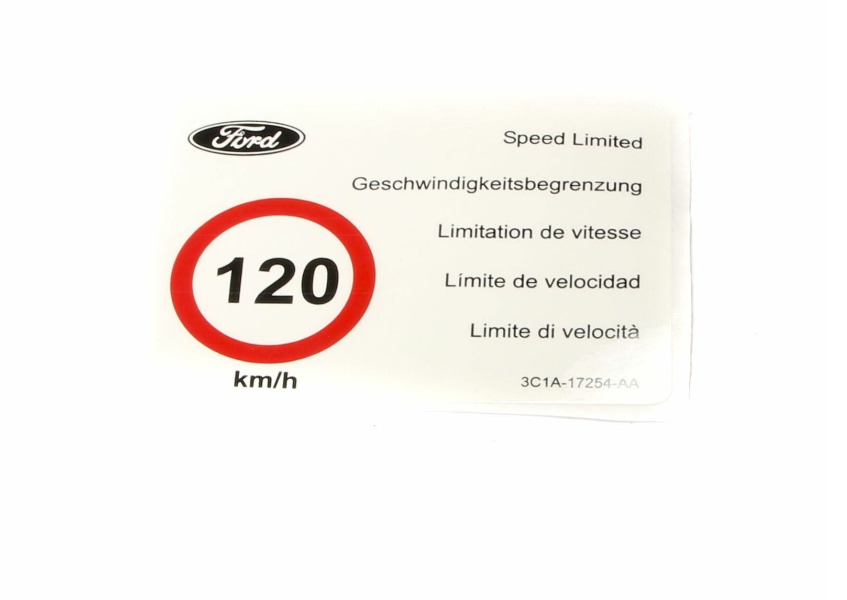 Ford
Speed Limited
Geschwindigkeitsbegrenzung
Limitation de vitesse
Límite de velocidad
Limite di velocità
120
km/h
3C1A-17254-AA